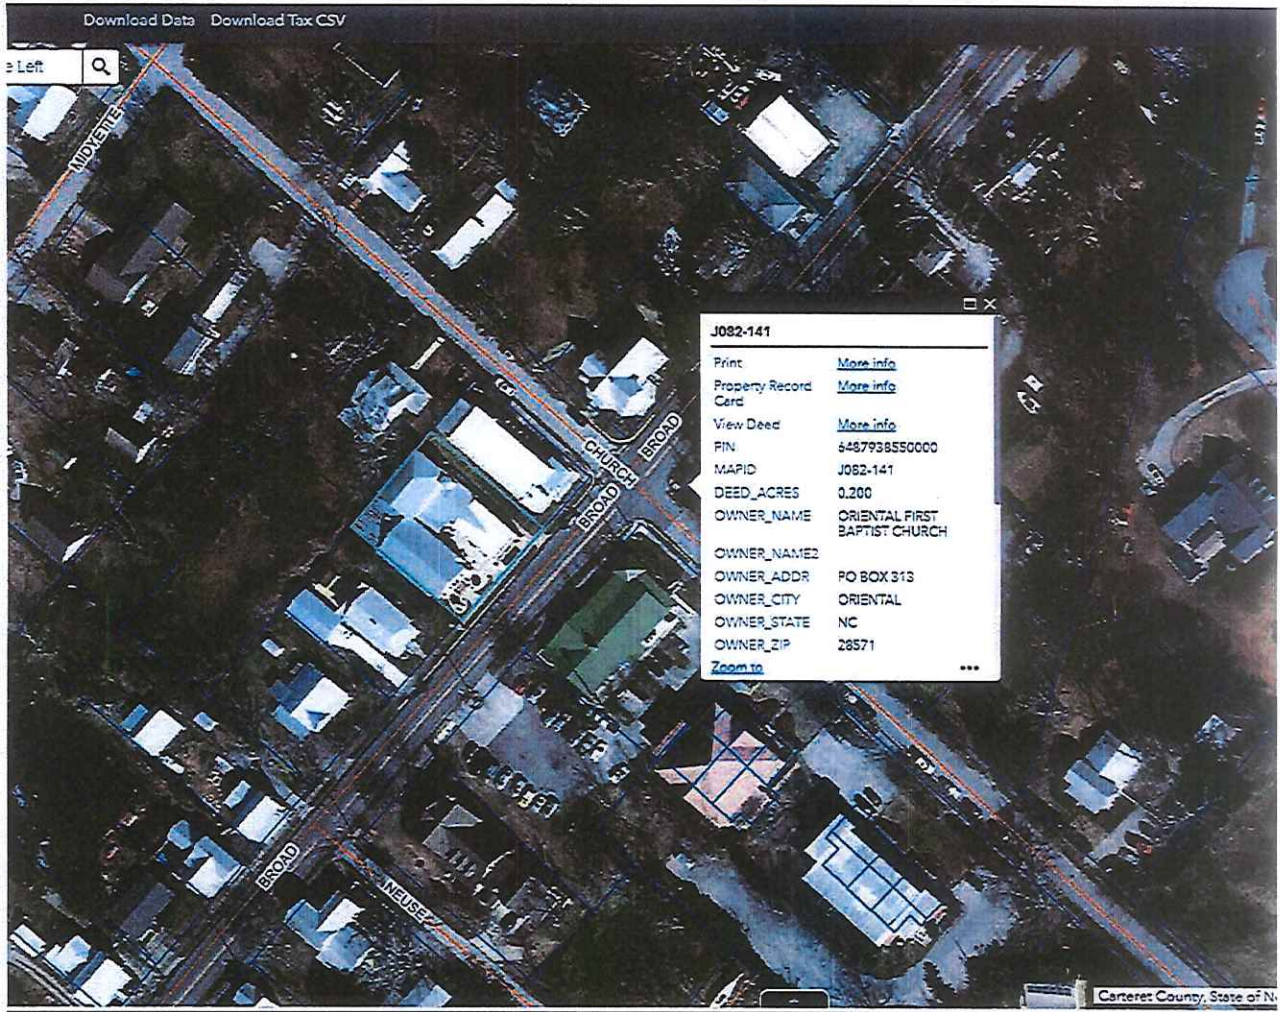 Download Data Download Tax CSV
e Left
MIDYETTE
J082-141
Print More info
Property Record Card More info
View Deed More info
PIN 6487938550000
MAPID J082-141
DEED_ACRES 0.200
OWNER_NAME ORIENTAL FIRST
BAPTIST CHURCH
OWNER_NAME2
OWNER_ADDR PO BOX 313
OWNER_CITY ORIENTAL
OWNER_STATE NC
OWNER_ZIP 28571
Zoom to •••
CHURCH
BROAD
BROAD
BROAD
NEUSE
Carteret County, State of N